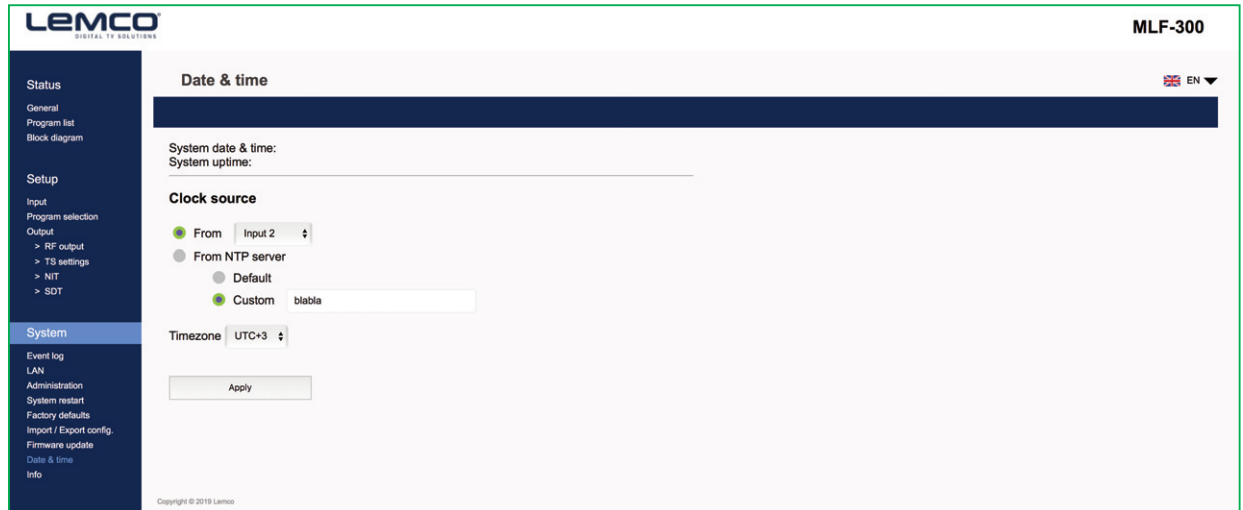 LEMCO
DIGITAL TV SOLUTIONS
MLF-300
Status
General
Program list
Block diagram
Setup
Input
Program selection
Output
> RF output
> TS settings
> NIT
> SDT
System
Event log
LAN
Administration
System restart
Factory defaults
Import / Export config.
Firmware update
Date & time
Info
Date & time
EN
System date & time:
System uptime:
Clock source
From Input 2
From NTP server
Default
Custom blabla
Timezone UTC+3
Apply
Copyright © 2019 Lemco